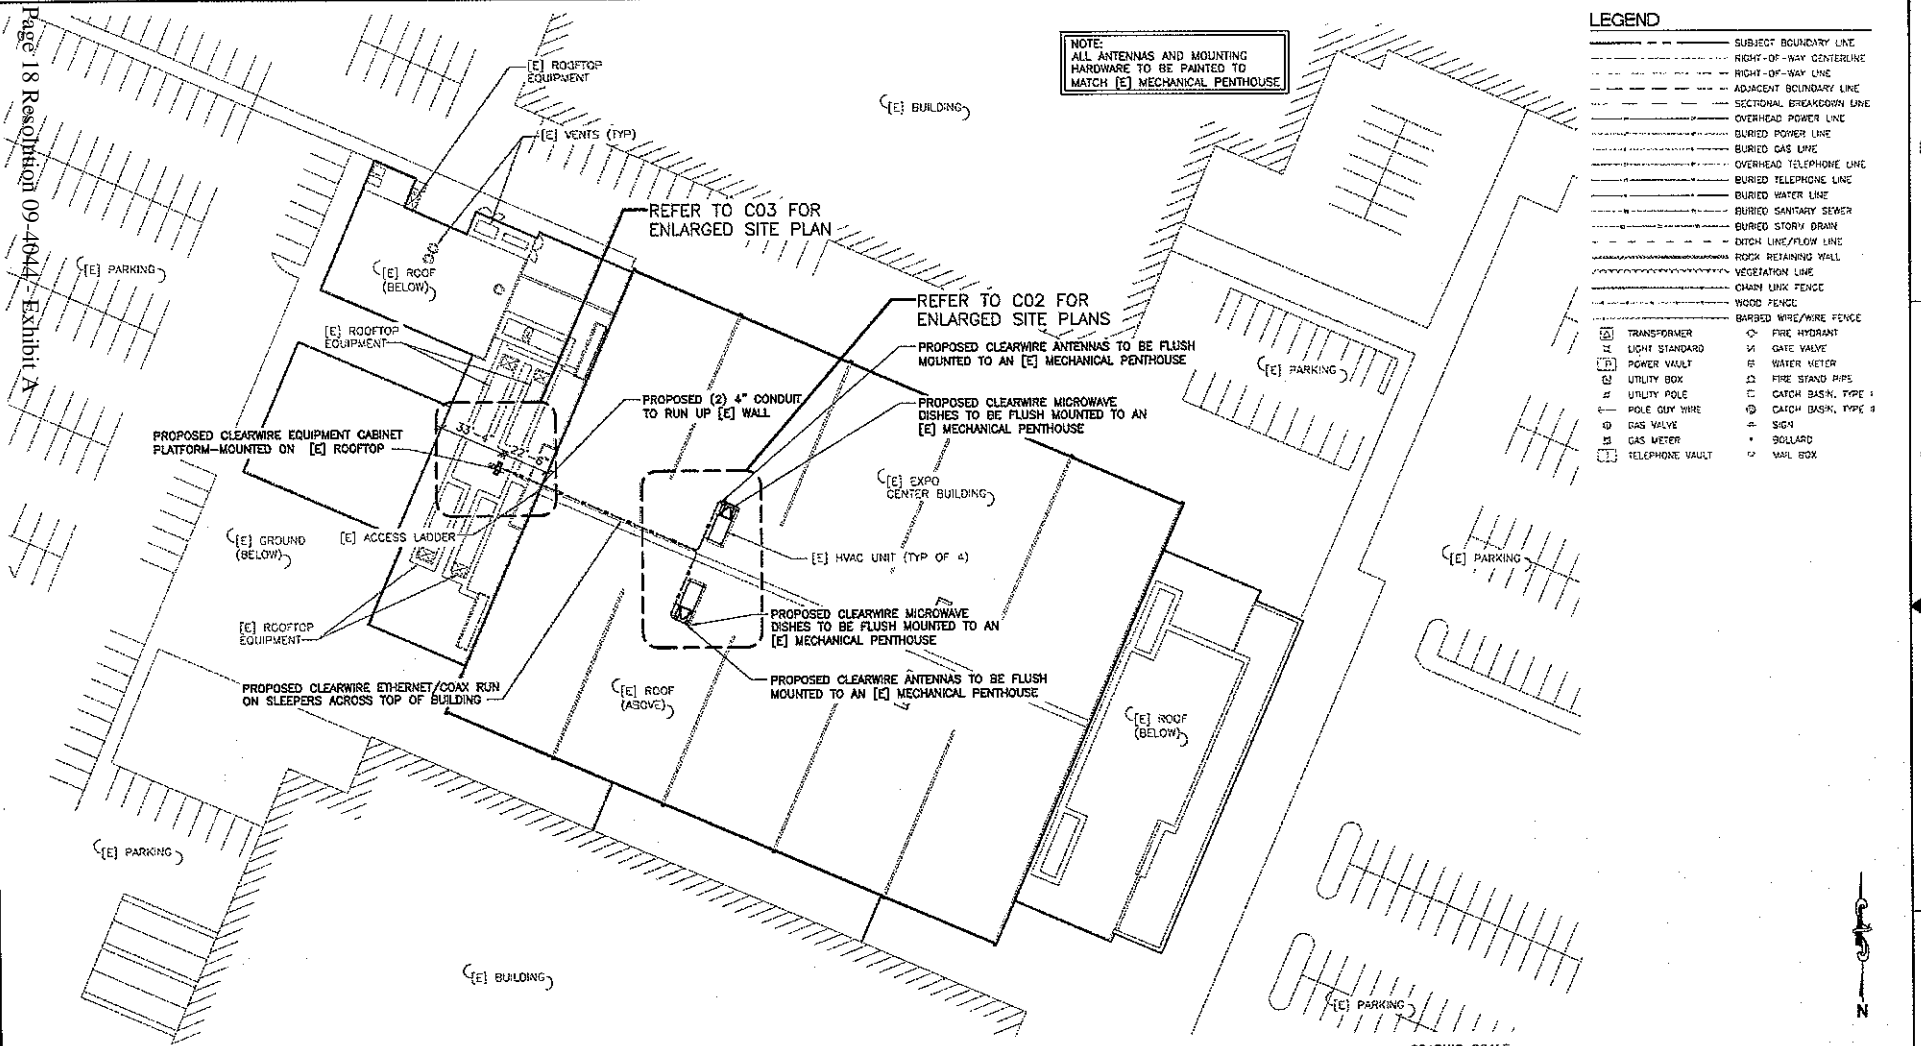 Page 18 Resolution 09-4044 - Exhibit A
NOTE:
ALL ANTENNAS AND MOUNTING
HARDWARE TO BE PAINTED TO
MATCH [E] MECHANICAL PENTHOUSE
[E] ROOFTOP
EQUIPMENT
[E] BUILDING
[E] VENTS (TYP)
REFER TO C03 FOR
ENLARGED SITE PLAN
[E] PARKING
[E] ROOF
(BELOW)
REFER TO C02 FOR
ENLARGED SITE PLANS
[E] ROOFTOP
EQUIPMENT
PROPOSED CLEARWIRE ANTENNAS TO BE FLUSH
MOUNTED TO AN [E] MECHANICAL PENTHOUSE
[E] PARKING
PROPOSED (2) 4" CONDUIT
TO RUN UP [E] WALL
PROPOSED CLEARWIRE MICROWAVE
DISHES TO BE FLUSH MOUNTED TO AN
[E] MECHANICAL PENTHOUSE
PROPOSED CLEARWIRE EQUIPMENT CABINET
PLATFORM-MOUNTED ON [E] ROOFTOP
33'-4"
22'-6"
[E] EXPO
CENTER BUILDING
[E] GROUND
(BELOW)
[E] ACCESS LADDER
[E] HVAC UNIT (TYP OF 4)
[E] PARKING
[E] ROOFTOP
EQUIPMENT
PROPOSED CLEARWIRE MICROWAVE
DISHES TO BE FLUSH MOUNTED TO AN
[E] MECHANICAL PENTHOUSE
PROPOSED CLEARWIRE ETHERNET/COAX RUN
ON SLEEPERS ACROSS TOP OF BUILDING
[E] ROOF
(ABOVE)
PROPOSED CLEARWIRE ANTENNAS TO BE FLUSH
MOUNTED TO AN [E] MECHANICAL PENTHOUSE
[E] ROOF
(BELOW)
[E] PARKING
[E] BUILDING
[E] PARKING
LEGEND
SUBJECT BOUNDARY LINE
RIGHT-OF-WAY CENTERLINE
RIGHT-OF-WAY LINE
ADJACENT BOUNDARY LINE
SECTIONAL BREAKDOWN LINE
OVERHEAD POWER LINE
BURIED POWER LINE
BURIED GAS LINE
OVERHEAD TELEPHONE LINE
BURIED TELEPHONE LINE
BURIED WATER LINE
BURIED SANITARY SEWER
BURIED STORM DRAIN
DITCH LINE/FLOW LINE
ROCK RETAINING WALL
VEGETATION LINE
CHAIN LINK FENCE
WOOD FENCE
BARBED WIRE/WIRE FENCE
TRANSFORMER FIRE HYDRANT
LIGHT STANDARD GATE VALVE
POWER VAULT WATER METER
UTILITY BOX FIRE STAND PIPE
UTILITY POLE CATCH BASIN, TYPE I
POLE GUY WIRE CATCH BASIN, TYPE II
GAS VALVE SIGN
GAS METER BOLLARD
TELEPHONE VAULT MAIL BOX
N